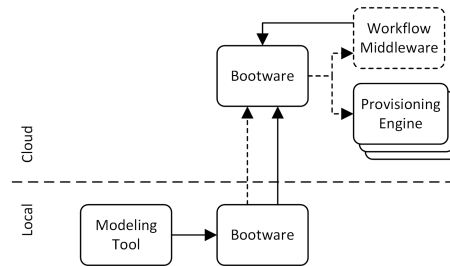 Workflow
Middleware
Bootware
Provisioning
Engine
Cloud
Local
Modeling
Tool
Bootware